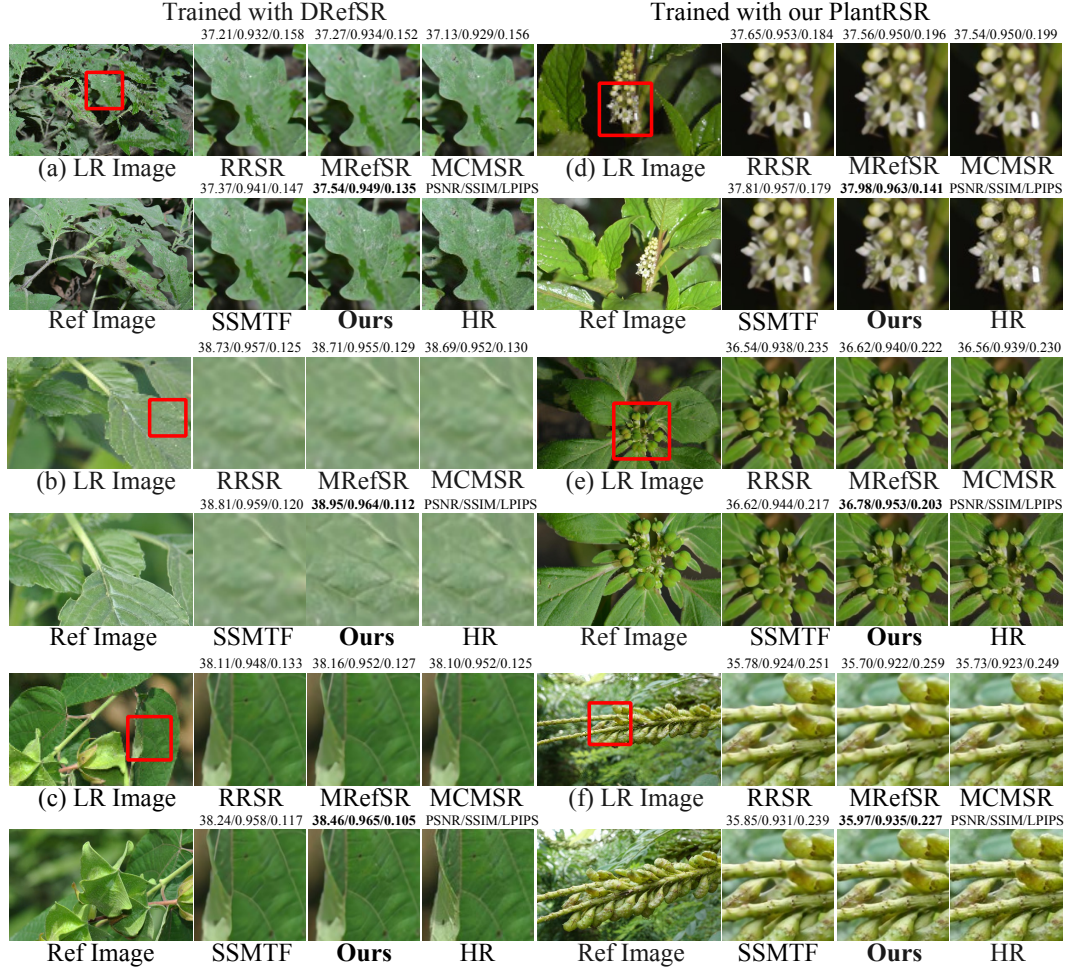 Trained with DRefSR
Trained with our PlantRSR
37.21/0.932/0.158 37.27/0.934/0.152 37.13/0.929/0.156
37.65/0.953/0.184 37.56/0.950/0.196 37.54/0.950/0.199
(a) LR Image RRSR MRefSR MCMSR
(d) LR Image RRSR MRefSR MCMSR
37.37/0.941/0.147 37.54/0.949/0.135 PSNR/SSIM/LPIPS
37.81/0.957/0.179 37.98/0.963/0.141 PSNR/SSIM/LPIPS
Ref Image SSMTF Ours HR
Ref Image SSMTF Ours HR
38.73/0.957/0.125 38.71/0.955/0.129 38.69/0.952/0.130
36.54/0.938/0.235 36.62/0.940/0.222 36.56/0.939/0.230
(b) LR Image RRSR MRefSR MCMSR
(e) LR Image RRSR MRefSR MCMSR
38.81/0.959/0.120 38.95/0.964/0.112 PSNR/SSIM/LPIPS
36.62/0.944/0.217 36.78/0.953/0.203 PSNR/SSIM/LPIPS
Ref Image SSMTF Ours HR
Ref Image SSMTF Ours HR
38.11/0.948/0.133 38.16/0.952/0.127 38.10/0.952/0.125
35.78/0.924/0.251 35.70/0.922/0.259 35.73/0.923/0.249
(c) LR Image RRSR MRefSR MCMSR
(f) LR Image RRSR MRefSR MCMSR
38.24/0.958/0.117 38.46/0.965/0.105 PSNR/SSIM/LPIPS
35.85/0.931/0.239 35.97/0.935/0.227 PSNR/SSIM/LPIPS
Ref Image SSMTF Ours HR
Ref Image SSMTF Ours HR